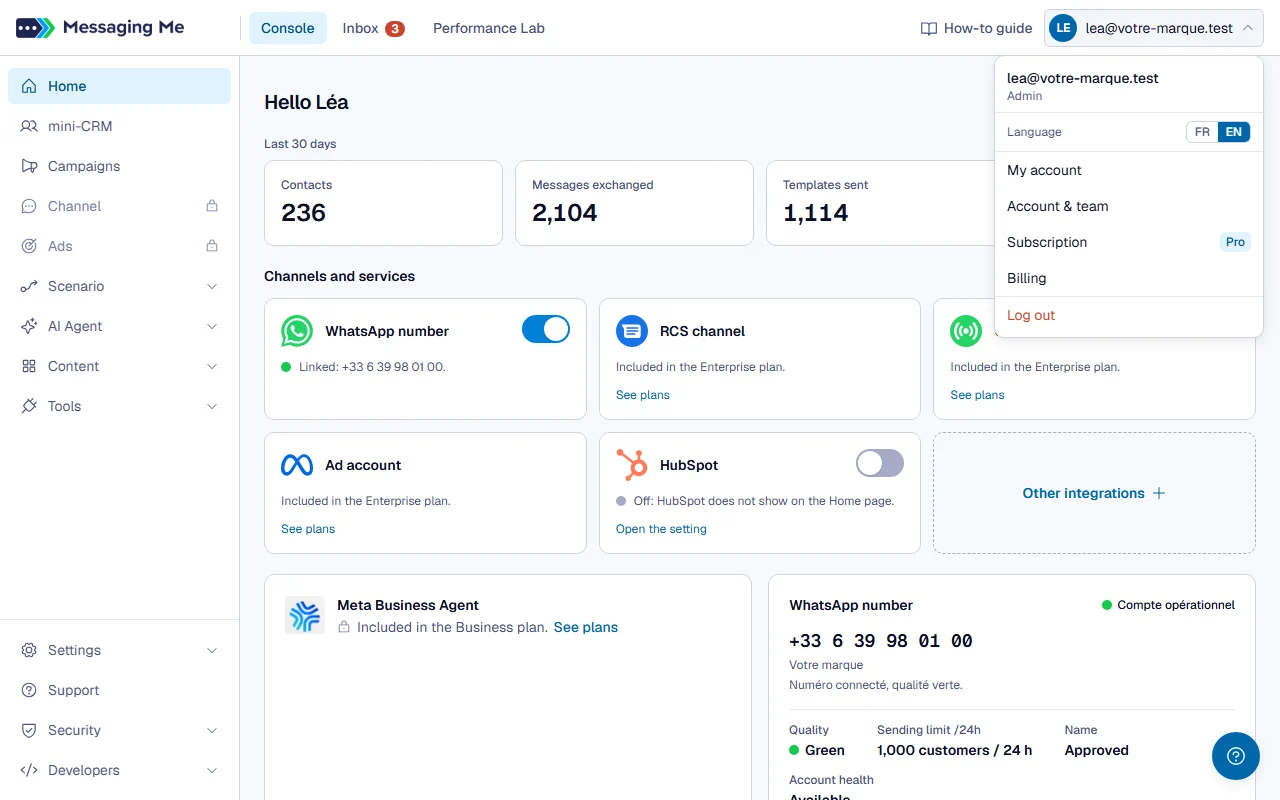 Messaging Me
Console
Inbox 3
Performance Lab
How-to guide
LE lea@votre-marque.test
lea@votre-marque.test
Admin
Language FR EN
My account
Account & team
Subscription Pro
Billing
Log out
Home
mini-CRM
Campaigns
Channel
Ads
Scenario
AI Agent
Content
Tools
Settings
Support
Security
Developers
Hello Léa
Last 30 days
Contacts
236
Messages exchanged
2,104
Templates sent
1,114
Channels and services
WhatsApp number
Linked: +33 6 39 98 01 00.
RCS channel
Included in the Enterprise plan.
See plans
Included in the Enterprise plan.
See plans
Ad account
Included in the Enterprise plan.
See plans
HubSpot
Off: HubSpot does not show on the Home page.
Open the setting
Other integrations
Meta Business Agent
Included in the Business plan. See plans
WhatsApp number
Compte opérationnel
+33 6 39 98 01 00
Votre marque
Numéro connecté, qualité verte.
Quality
Green
Sending limit /24h
1,000 customers / 24 h
Name
Approved
Account health
Available